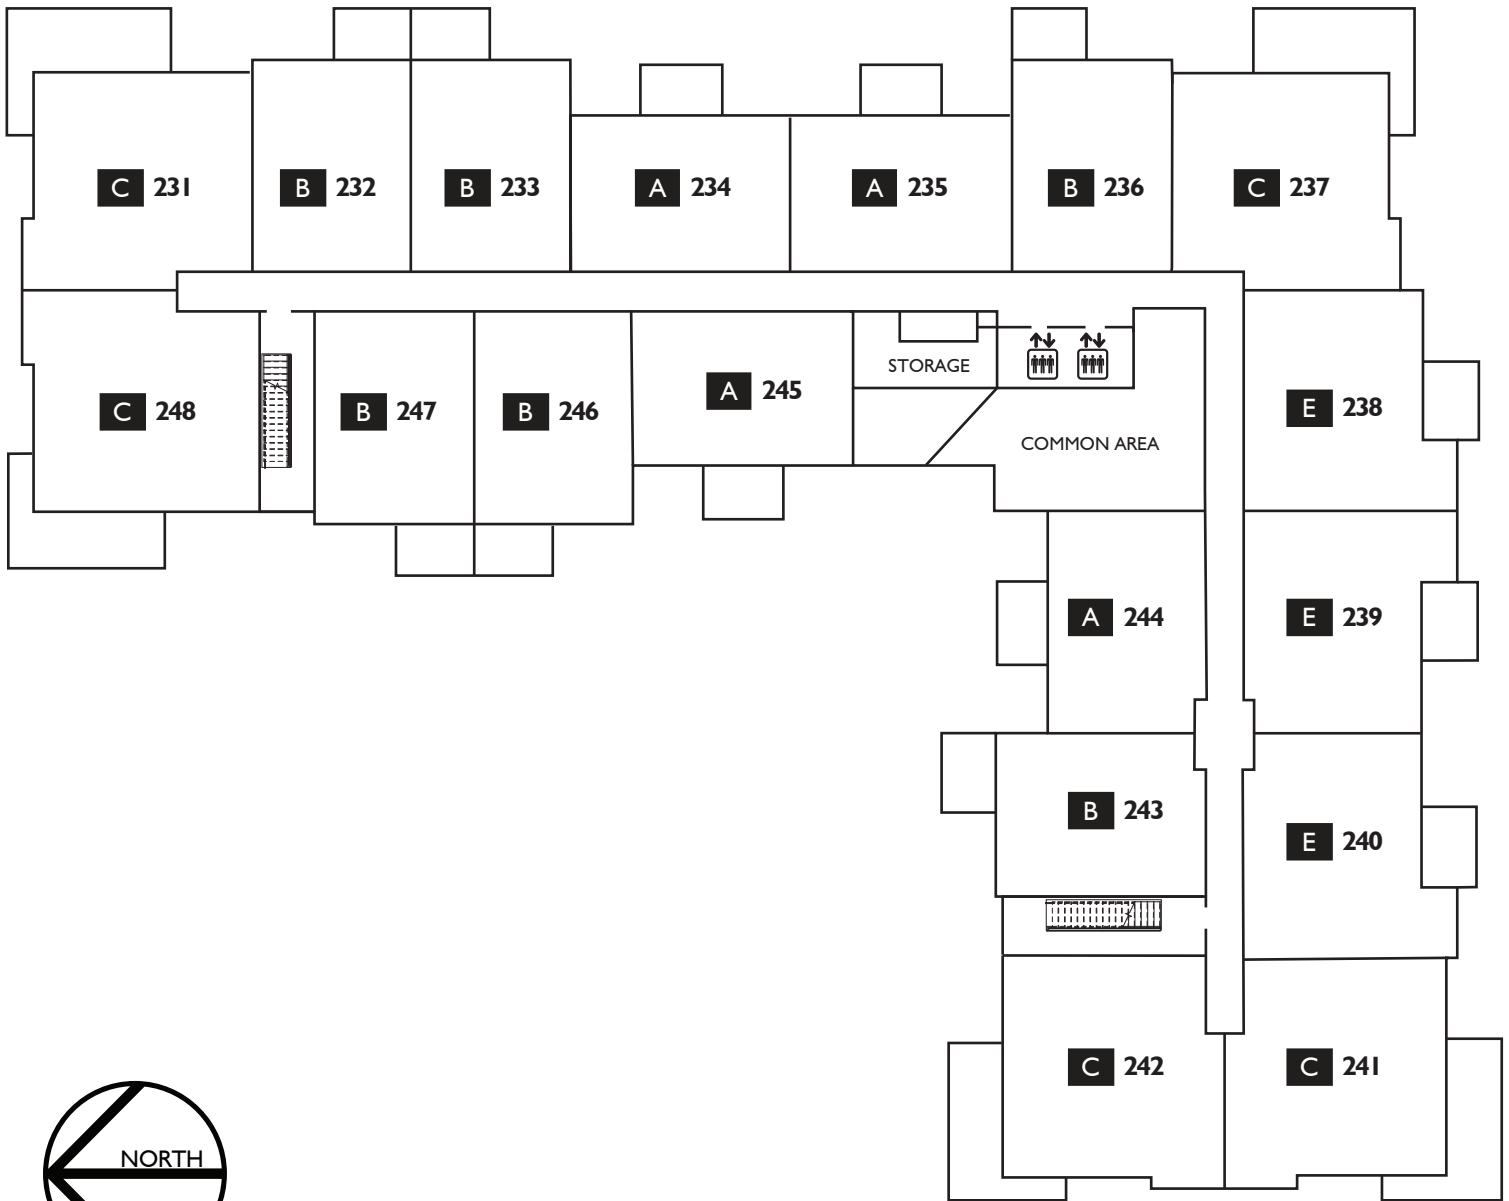 C 231
B 232
B 233
A 234
A 235
B 236
C 237
STORAGE
C 248
B 247
B 246
A 245
E 238
COMMON AREA
A 244
E 239
B 243
E 240
C 242
C 241
NORTH